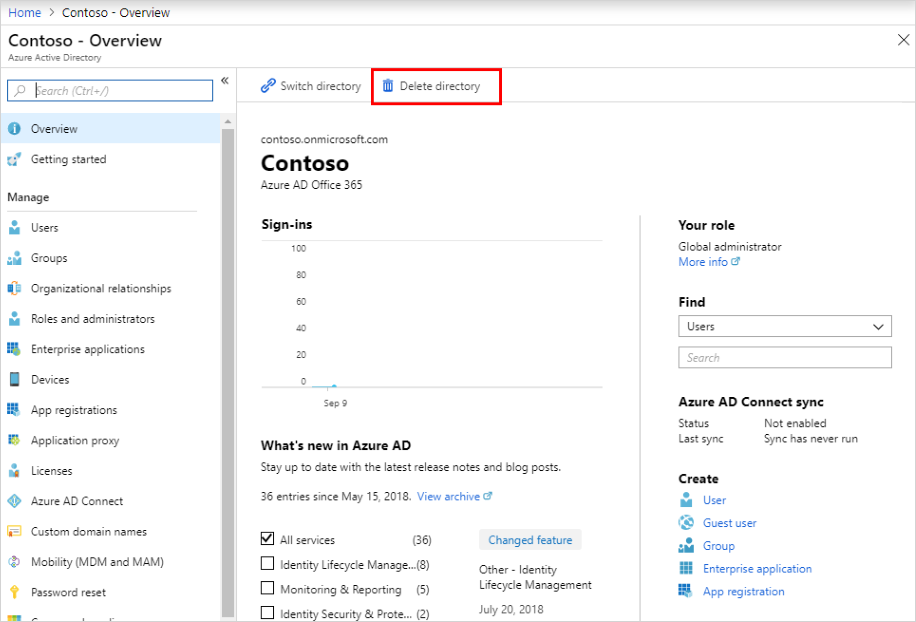 Home > Contoso - Overview
Contoso - Overview
Azure Active Directory
Search (Ctrl+/)
Overview
Getting started
Manage
Users
Groups
Organizational relationships
Roles and administrators
Enterprise applications
Devices
App registrations
Application proxy
Licenses
Azure AD Connect
Custom domain names
Mobility (MDM and MAM)
Password reset
Switch directory
Delete directory
contoso.onmicrosoft.com
Contoso
Azure AD Office 365
Sign-ins
100
80
60
40
20
0
Sep 9
What's new in Azure AD
Stay up to date with the latest release notes and blog posts.
36 entries since May 15, 2018. View archive
All services (36)
Identity Lifecycle Manage... (8)
Monitoring & Reporting (5)
Identity Security & Prote... (2)
Changed feature
Other - Identity
Lifecycle Management
July 20, 2018
Your role
Global administrator
More info
Find
Users
Search
Azure AD Connect sync
Status Not enabled
Last sync Sync has never run
Create
User
Guest user
Group
Enterprise application
App registration